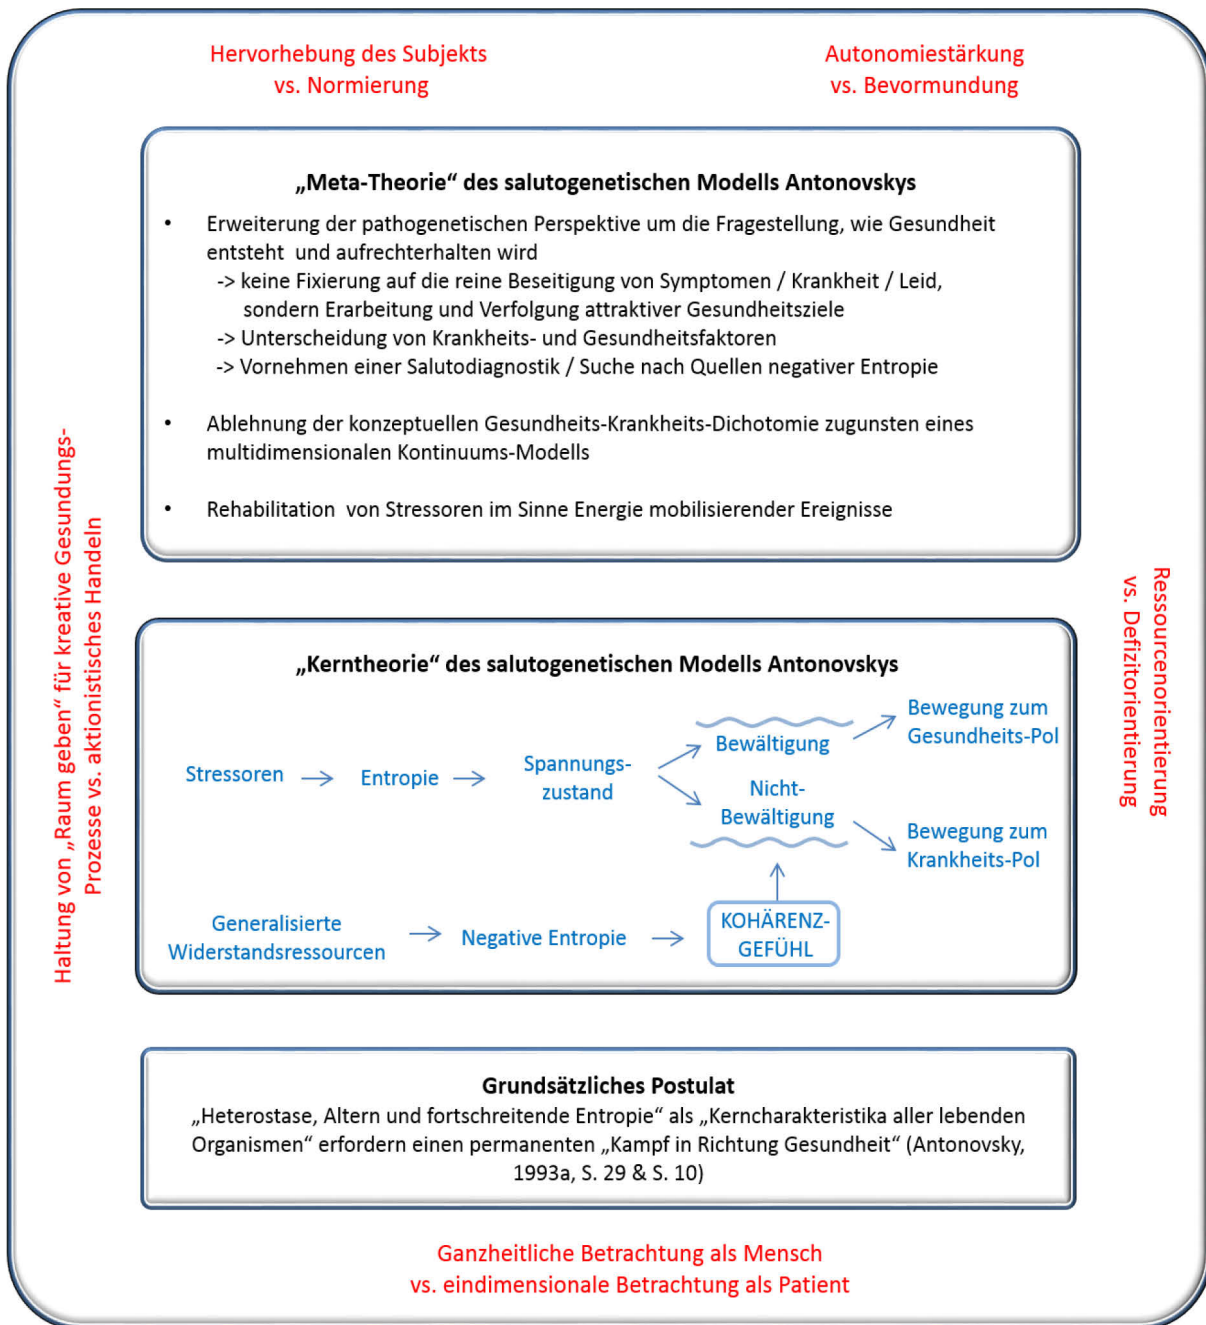 Hervorhebung des Subjekts
vs. Normierung
Autonomiestärkung
vs. Bevormundung
„Meta-Theorie“ des salutogenetischen Modells Antonovskys
• Erweiterung der pathogenetischen Perspektive um die Fragestellung, wie Gesundheit
entsteht und aufrechterhalten wird
-> keine Fixierung auf die reine Beseitigung von Symptomen / Krankheit / Leid,
sondern Erarbeitung und Verfolgung attraktiver Gesundheitsziele
-> Unterscheidung von Krankheits- und Gesundheitsfaktoren
-> Vornehmen einer Salutodiagnostik / Suche nach Quellen negativer Entropie
• Ablehnung der konzeptuellen Gesundheits-Krankheits-Dichotomie zugunsten eines
multidimensionalen Kontinuums-Modells
• Rehabilitation von Stressoren im Sinne Energie mobilisierender Ereignisse
Haltung von „Raum geben“ für kreative Gesundungs-
Prozesse vs. aktionistisches Handeln
Ressourcenorientierung
vs. Defizitorientierung
„Kerntheorie“ des salutogenetischen Modells Antonovskys
Stressoren
Entropie
Spannungs-
zustand
Bewältigung
Nicht-
Bewältigung
Bewegung zum
Gesundheits-Pol
Bewegung zum
Krankheits-Pol
Generalisierte
Widerstandsressourcen
Negative Entropie
KOHÄRENZ-
GEFÜHL
Grundsätzliches Postulat
„Heterostase, Altern und fortschreitende Entropie“ als „Kerncharakteristika aller lebenden
Organismen“ erfordern einen permanenten „Kampf in Richtung Gesundheit“ (Antonovsky,
1993a, S. 29 & S. 10)
Ganzheitliche Betrachtung als Mensch
vs. eindimensionale Betrachtung als Patient